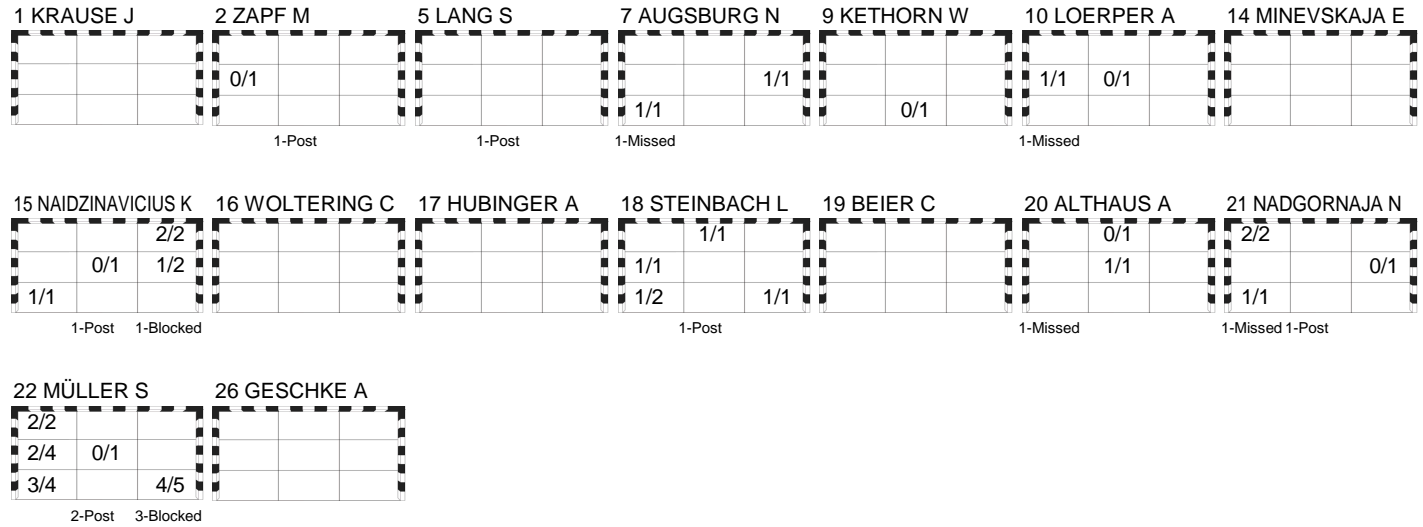 1 KRAUSE J 2 ZAPF M 5 LANG S 7 AUGSBURG N 9 KETHORN W 10 LOERPER A 14 MINEVSKAJA E
0/1 1/1 1/1 0/1
1/1 0/1
1-Post 1-Post 1-Missed 1-Missed
15 NAIDZINAVICIUS K 16 WOLTERING C 17 HUBINGER A 18 STEINBACH L 19 BEIER C 20 ALTHAUS A 21 NADGORNAJA N
2/2 1/1 0/1 2/2
0/1 1/2 1/1 1/1 0/1
1/1 1/2 1/1 1/1
1-Post 1-Blocked 1-Post 1-Missed 1-Missed 1-Post
22 MÜLLER S 26 GESCHKE A
2/2
2/4 0/1
3/4 4/5
2-Post 3-Blocked